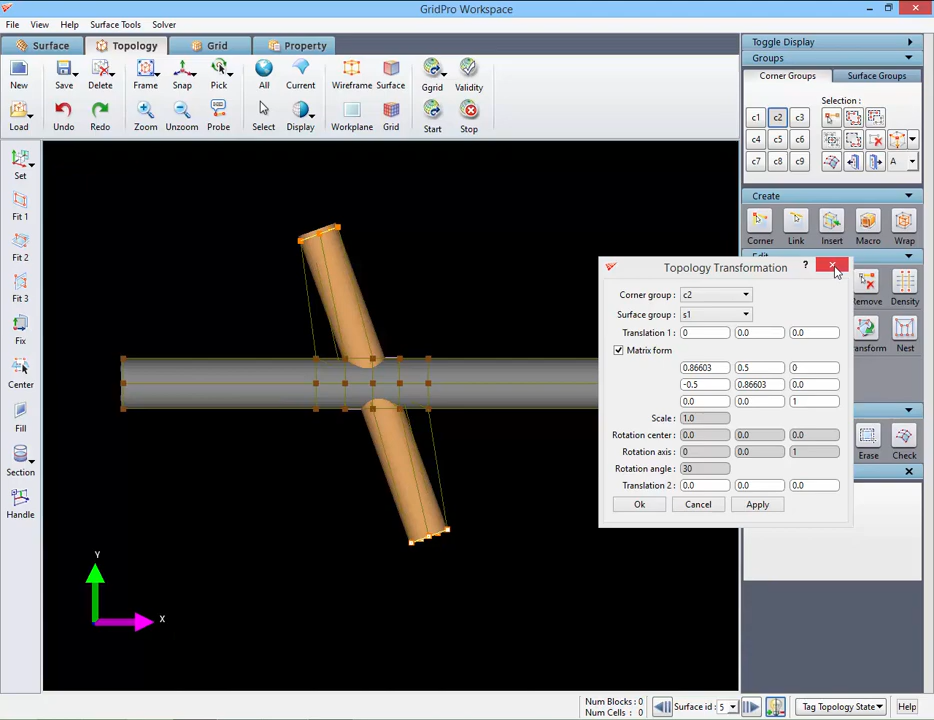 GridPro Workspace
File View Help Surface Tools Solver
Surface Topology Grid Property
New Save Delete Frame Snap Pick All Current Wireframe Surface Ggrid Validity
Load Undo Redo Zoom Unzoom Probe Select Display Workplane Grid Start Stop
Set
Fit 1
Fit 2
Fit 3
Fix
Center
Fill
Section
Handle
Y
X
Toggle Display
Groups
Corner Groups Surface Groups
Selection :
c1 c2 c3
c4 c5 c6
c7 c8 c9 A
Create
Corner Link Insert Macro Wrap
Remove Density
Nest
Erase Check
Topology Transformation ?
Corner group : c2
Surface group : s1
Translation 1 : 0 0.0 0.0
Matrix form
0.86603 0.5 0
-0.5 0.86603 0.0
0.0 0.0 1
Scale : 1.0
Rotation center : 0.0 0.0 0.0
Rotation axis : 0 0.0 1
Rotation angle : 30
Translation 2 : 0.0 0.0 0.0
Ok Cancel Apply
Num Blocks: 0
Num Cells: 0
Surface id: 5
Tag Topology State
Help